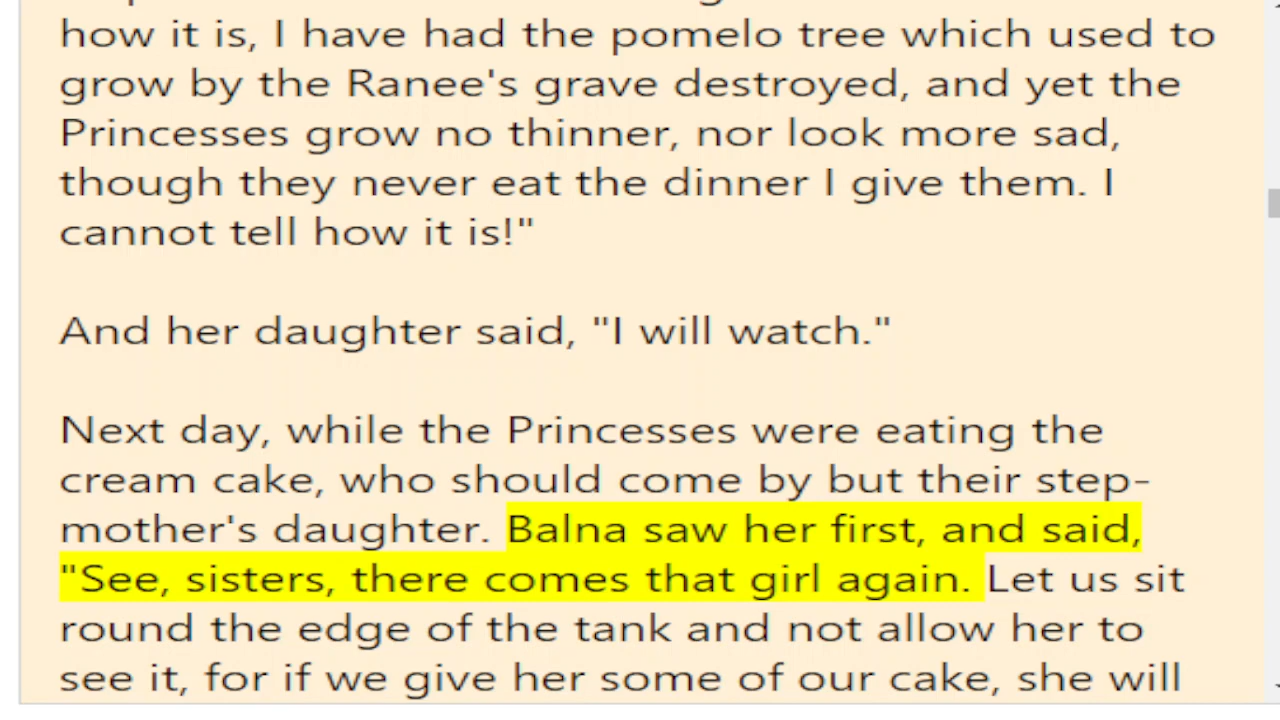 how it is, I have had the pomelo tree which used to
grow by the Ranee's grave destroyed, and yet the
Princesses grow no thinner, nor look more sad,
though they never eat the dinner I give them. I
cannot tell how it is!"
And her daughter said, "I will watch."
Next day, while the Princesses were eating the
cream cake, who should come by but their step-
mother's daughter. Balna saw her first, and said,
"See, sisters, there comes that girl again. Let us sit
round the edge of the tank and not allow her to
see it, for if we give her some of our cake, she will